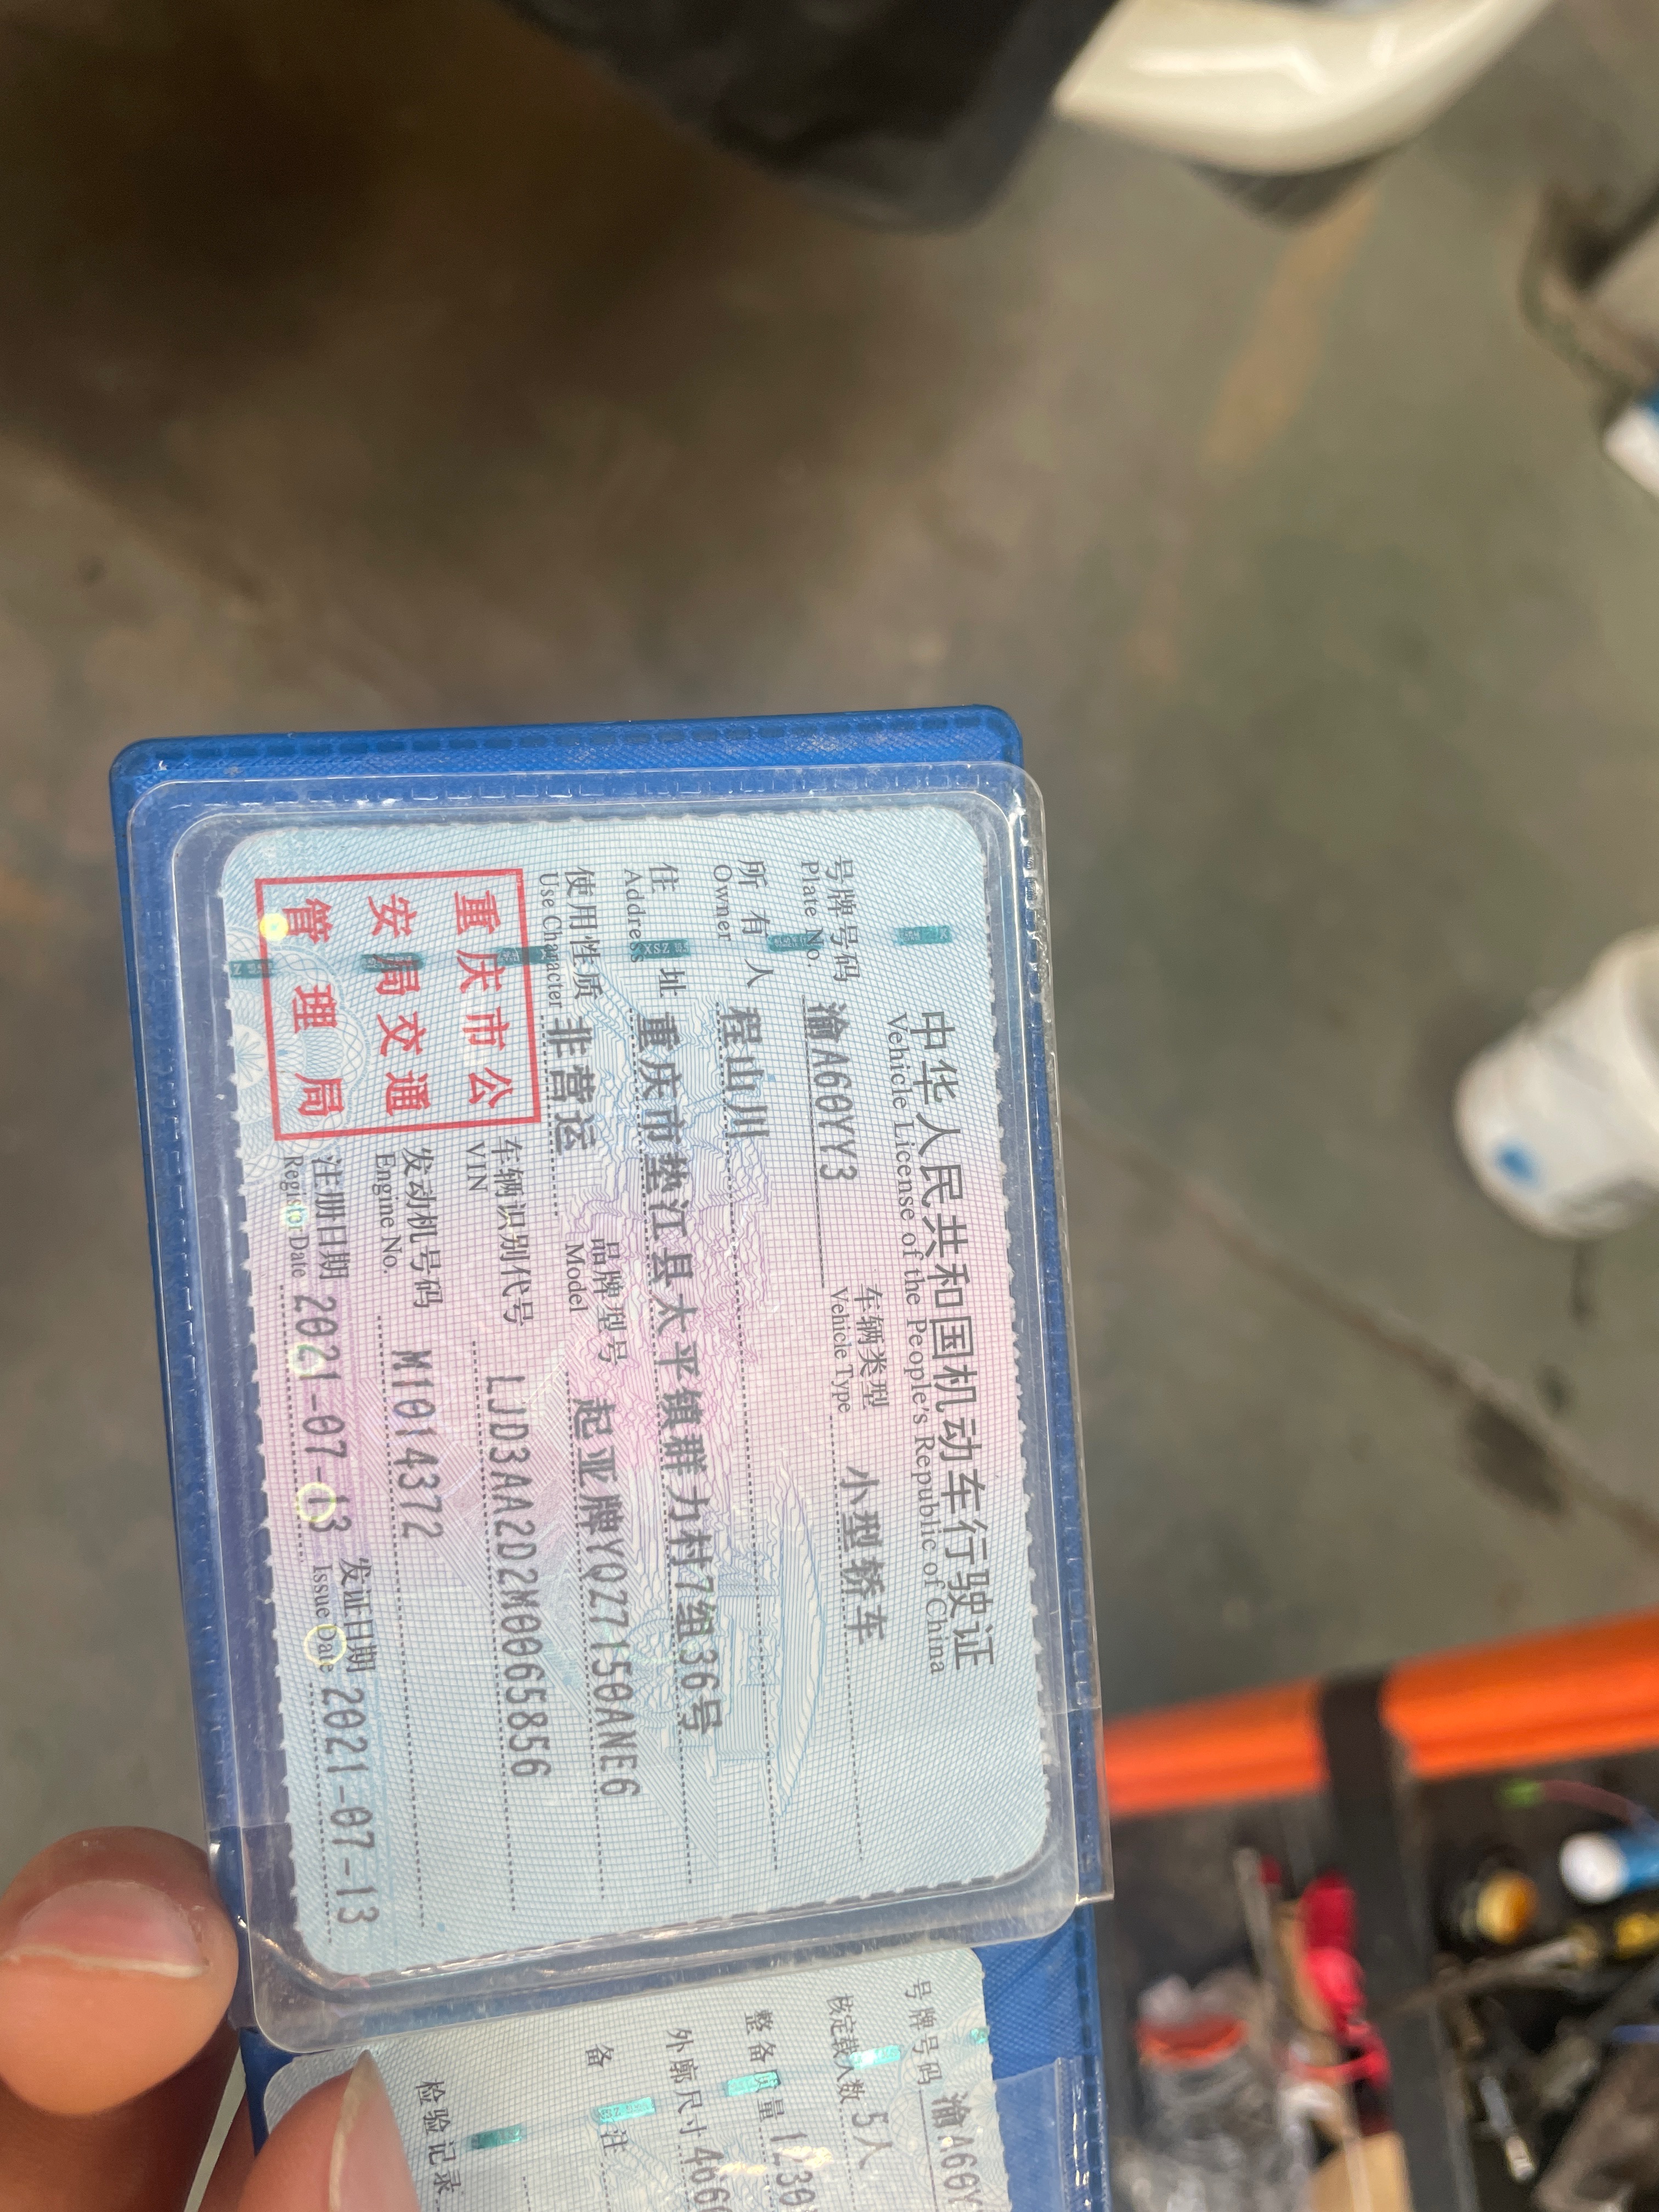 中华人民共和国机动车行驶证
Vehicle License of the People's Republic of China
号牌号码 渝A60YY3 车辆类型 小型轿车
Plate No. Vehicle Type
所有人 程山川
Owner
住址 重庆市垫江县太平镇群力村7组36号
Address
使用性质 非营运 品牌型号 起亚牌YQZ7150ANE6
Use Character Model
重庆市公
安局交通
管理局
车辆识别代号 LJD3AA2D2M0065856
VIN
发动机号码 M1014372
Engine No.
注册日期 2021-07-13 发证日期 2021-07-13
Register Date Issue Date
号牌号码 渝A60Y
核定载人数 5人
整备质量 1230
外廓尺寸 466
备注
检验记录